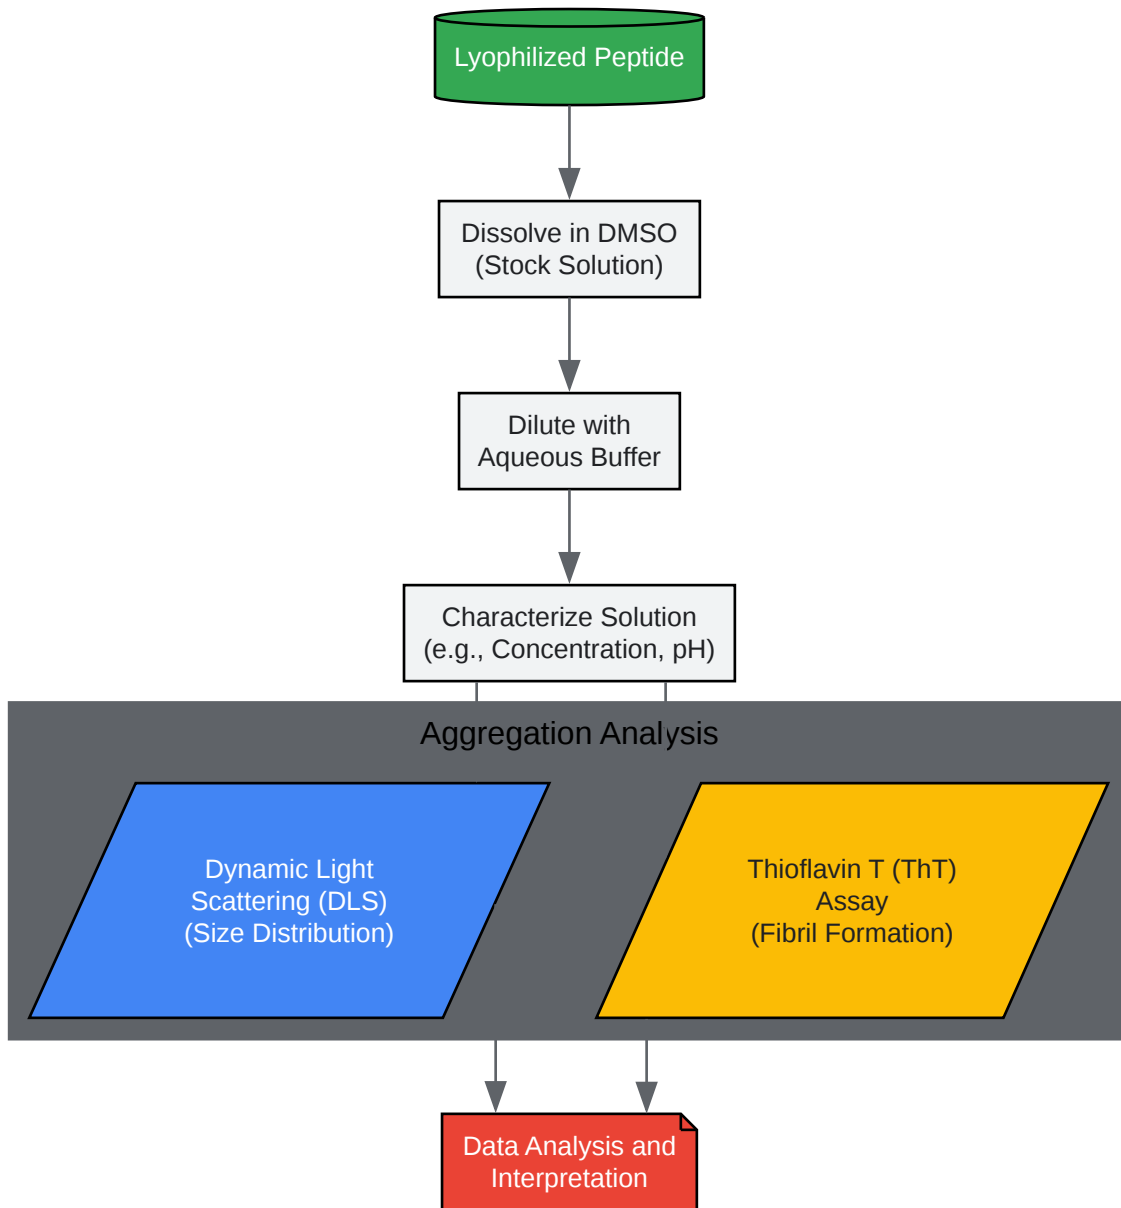 Lyophilized Peptide
Dissolve in DMSO
(Stock Solution)
Dilute with
Aqueous Buffer
Characterize Solution
(e.g., Concentration, pH)
Aggregation Analysis
Dynamic Light
Scattering (DLS)
(Size Distribution)
Thioflavin T (ThT)
Assay
(Fibril Formation)
Data Analysis and
Interpretation